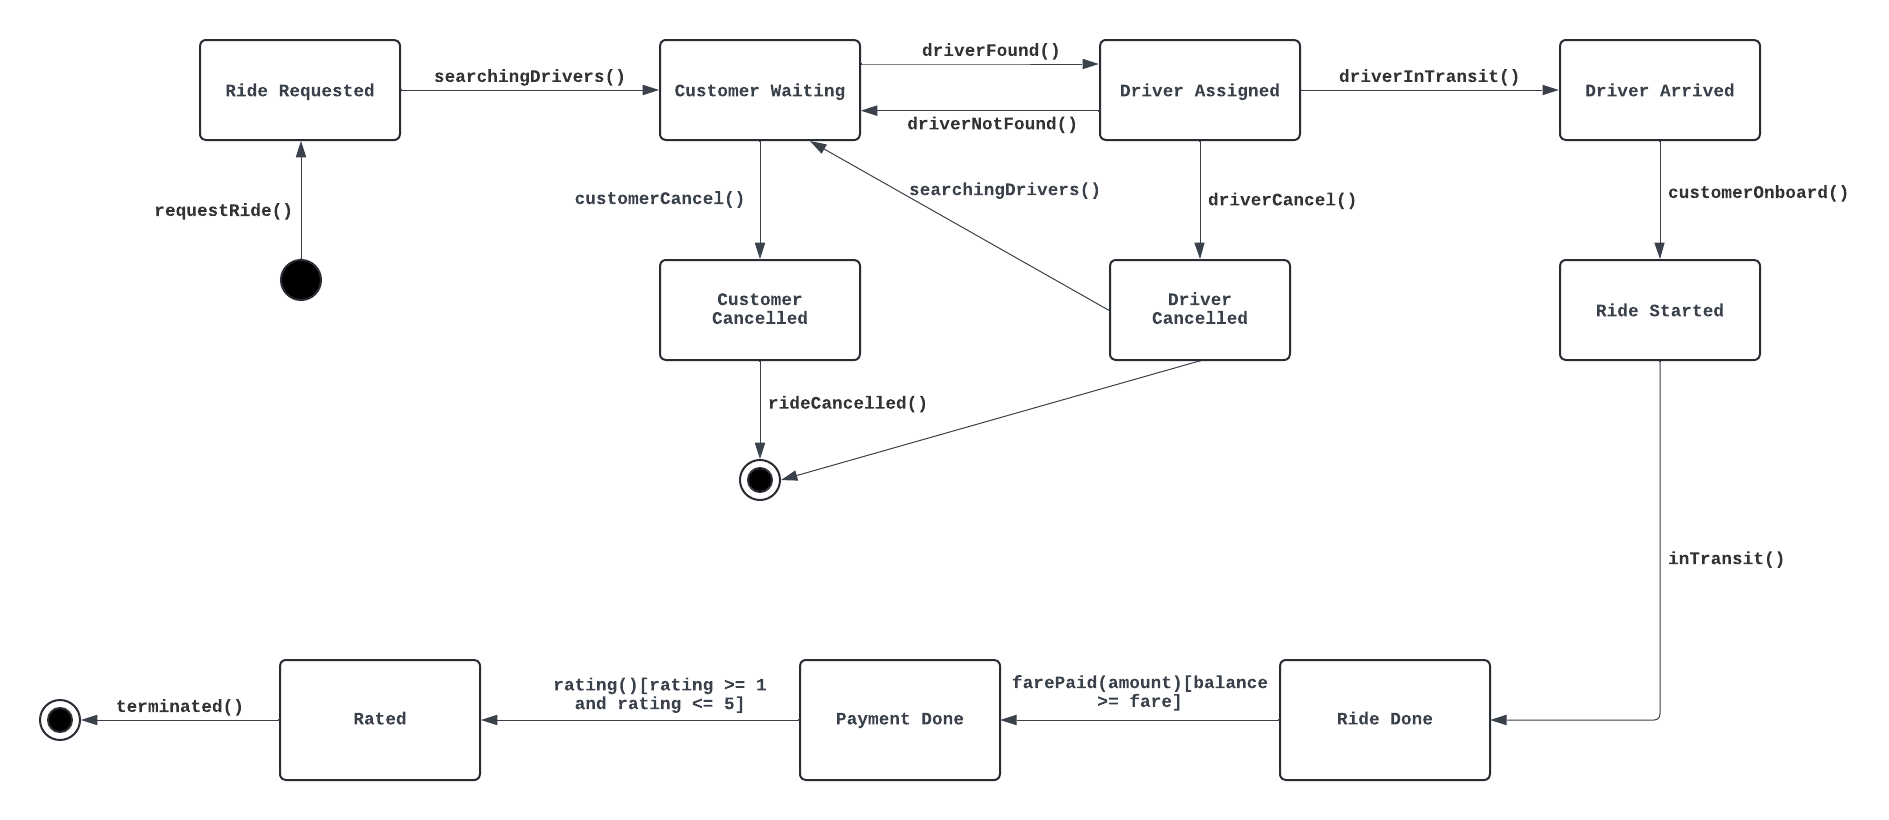 driverFound()
searchingDrivers()
driverInTransit()
Ride Requested
Customer Waiting
Driver Assigned
Driver Arrived
driverNotFound()
searchingDrivers()
customerCancel()
driverCancel()
customerOnboard()
requestRide()
Customer
Cancelled
Driver
Cancelled
Ride Started
rideCancelled()
inTransit()
farePaid(amount)[balance
>= fare]
rating()[rating >= 1
and rating <= 5]
terminated()
Rated
Payment Done
Ride Done